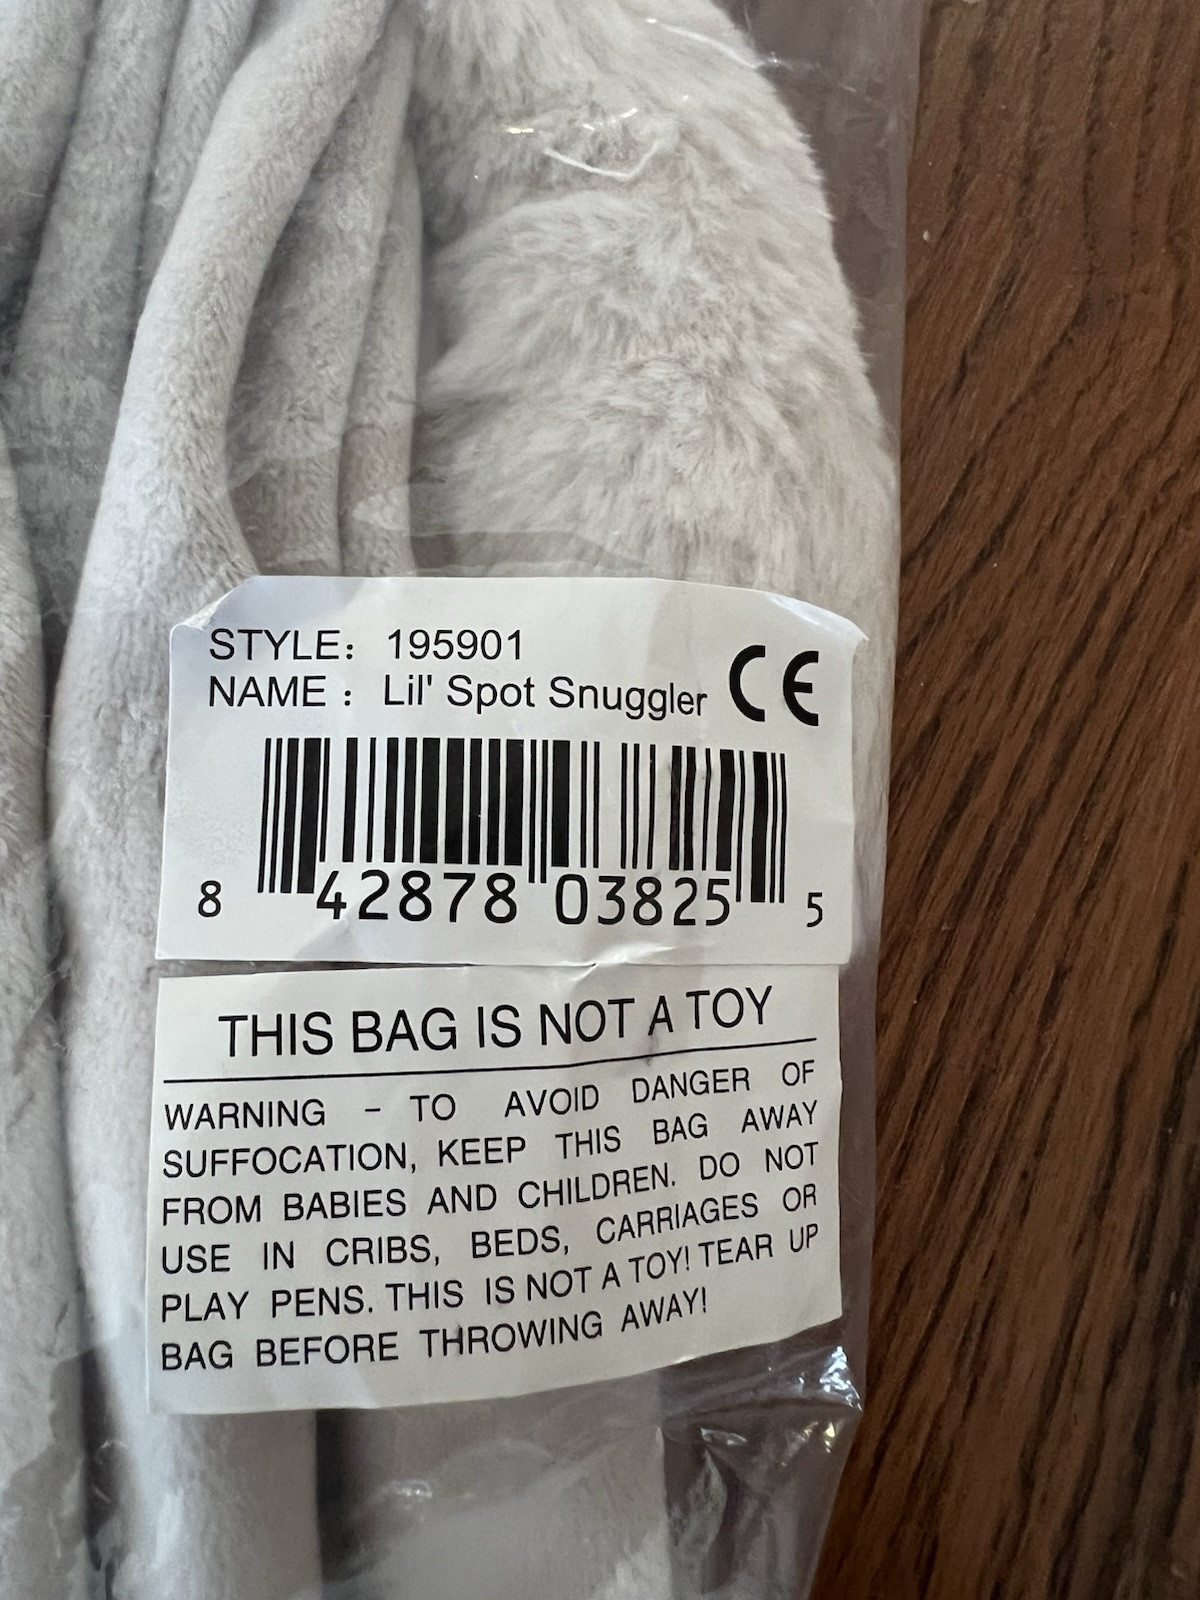 STYLE: 195901
NAME : Lil' Spot Snuggler
CE
8 42878 03825 5
THIS BAG IS NOT A TOY
WARNING - TO AVOID DANGER OF
SUFFOCATION, KEEP THIS BAG AWAY
FROM BABIES AND CHILDREN. DO NOT
USE IN CRIBS, BEDS, CARRIAGES OR
PLAY PENS. THIS IS NOT A TOY! TEAR UP
BAG BEFORE THROWING AWAY!